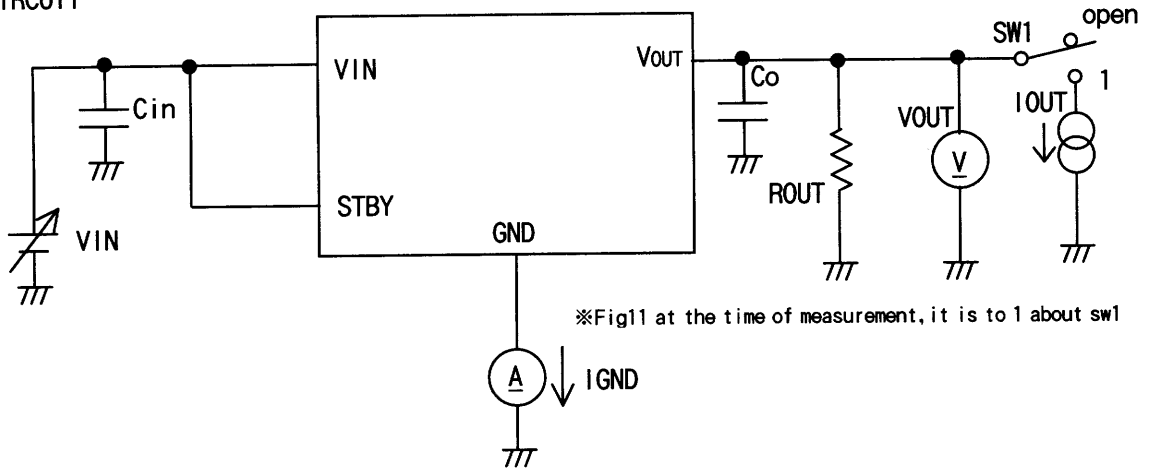 open
SW1
VIN
VOUT
Co
1
Cin
IOUT
VOUT
V
ROUT
STBY
VIN
GND
※Fig11 at the time of measurement, it is to 1 about sw1
A
IGND